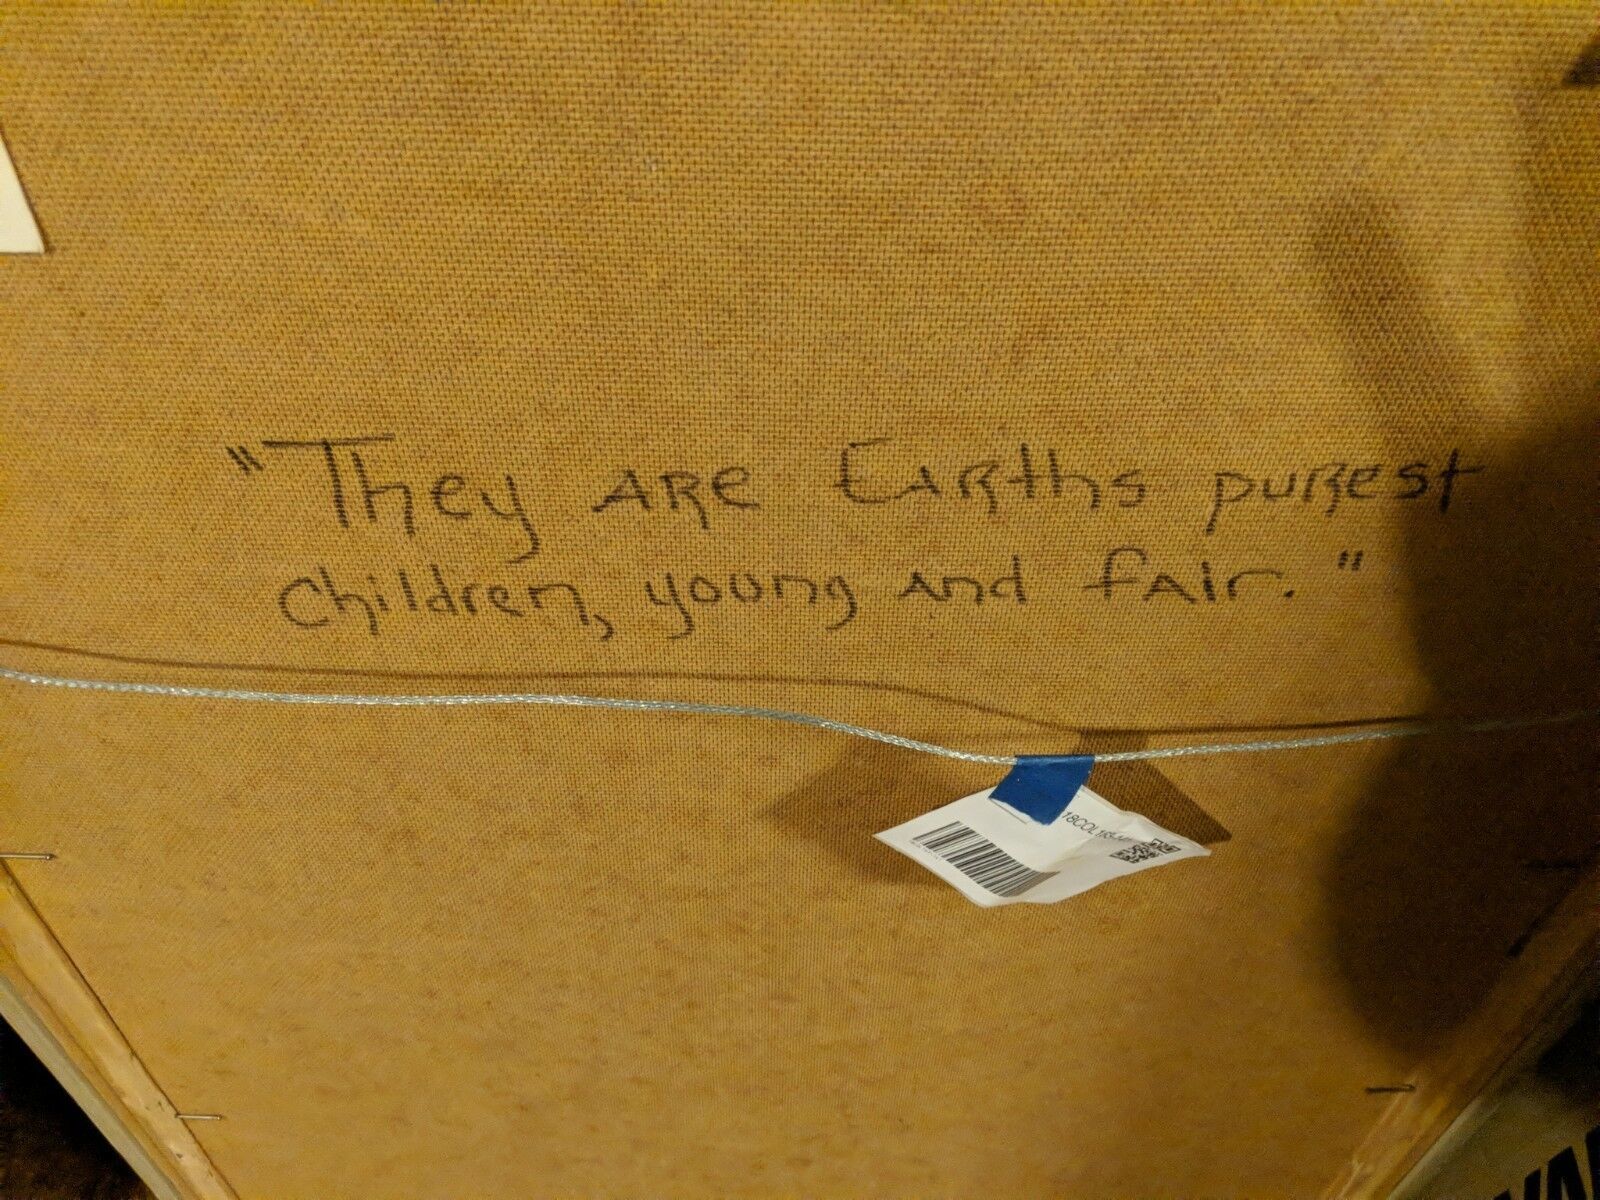 "They are Earths purest
children, young and fair."